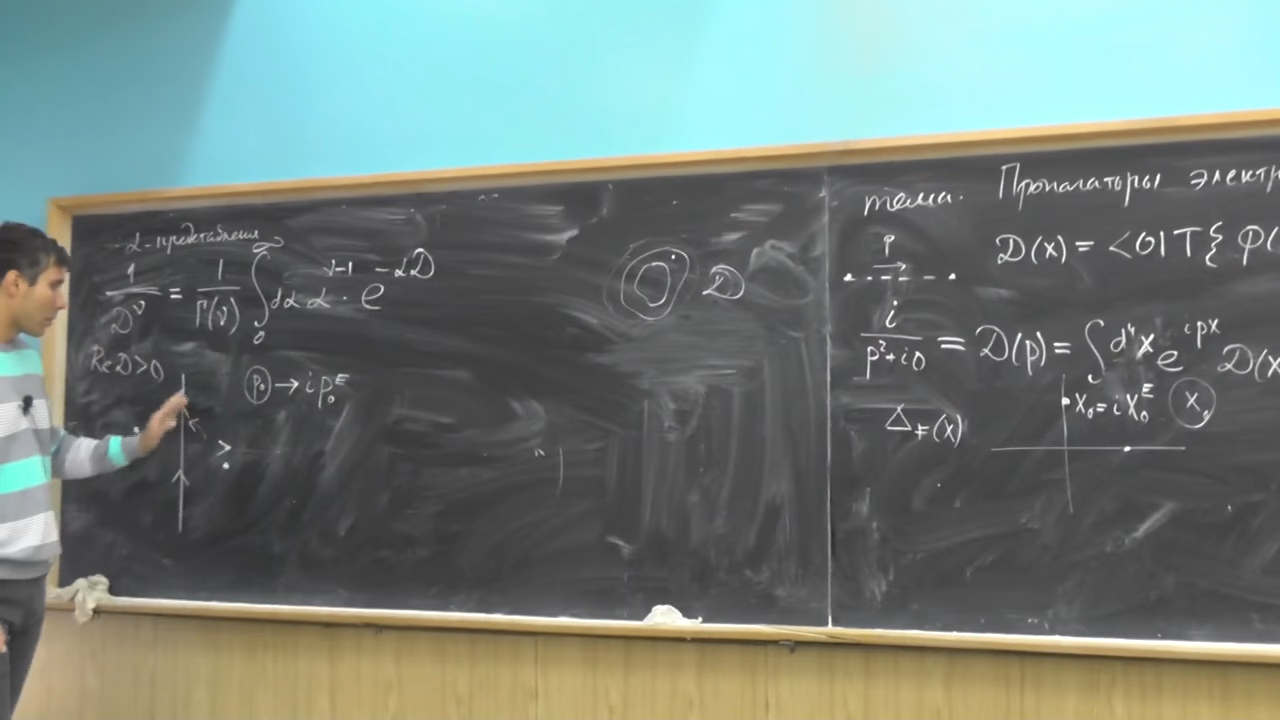 α-представление
1/D^ν = 1/Γ(ν) ∫_0^∞ dα α^{ν-1} · e^{-αD}
Re D>0
p₀ → i p₀^E
D
тема. Пропагаторы электр
p
D(x) = <0|T{φ(
i/(p²+i0) = D(p) = ∫ d⁴x e^{ipx} D(x
x₀ = i x₀^E x₀
Δ_F(x)